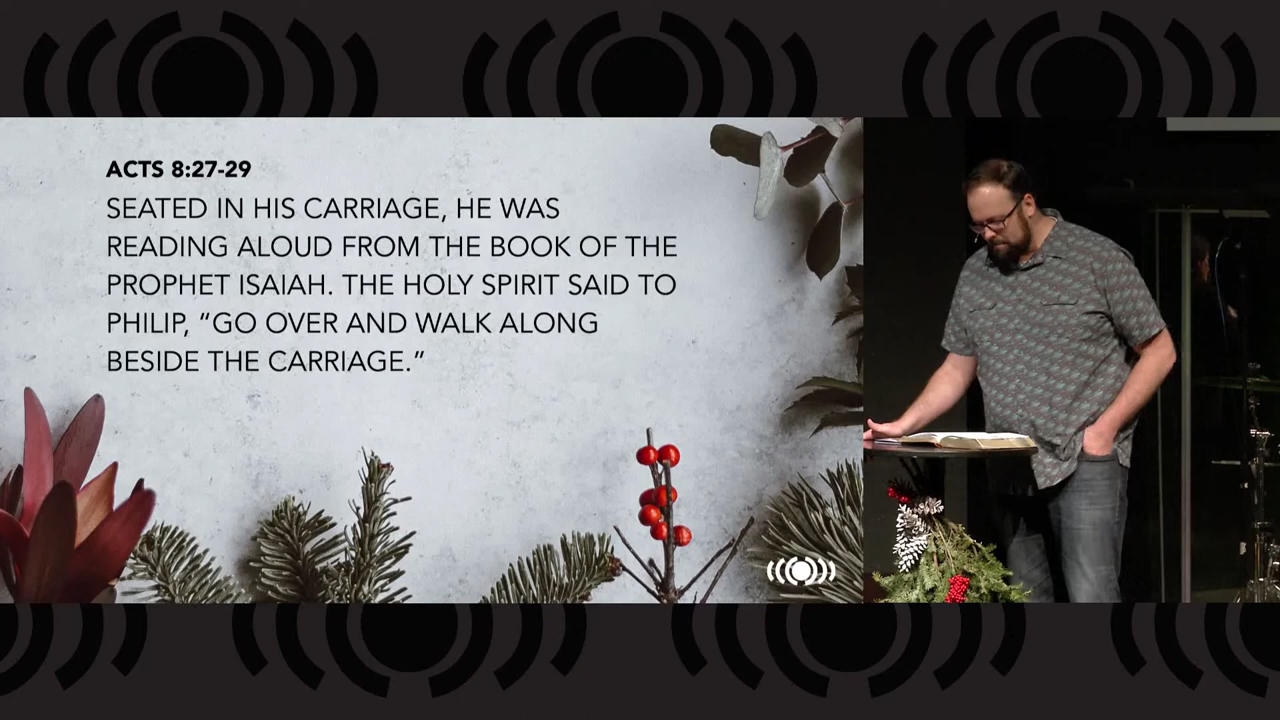 ACTS 8:27-29
SEATED IN HIS CARRIAGE, HE WAS
READING ALOUD FROM THE BOOK OF THE
PROPHET ISAIAH. THE HOLY SPIRIT SAID TO
PHILIP, “GO OVER AND WALK ALONG
BESIDE THE CARRIAGE.”